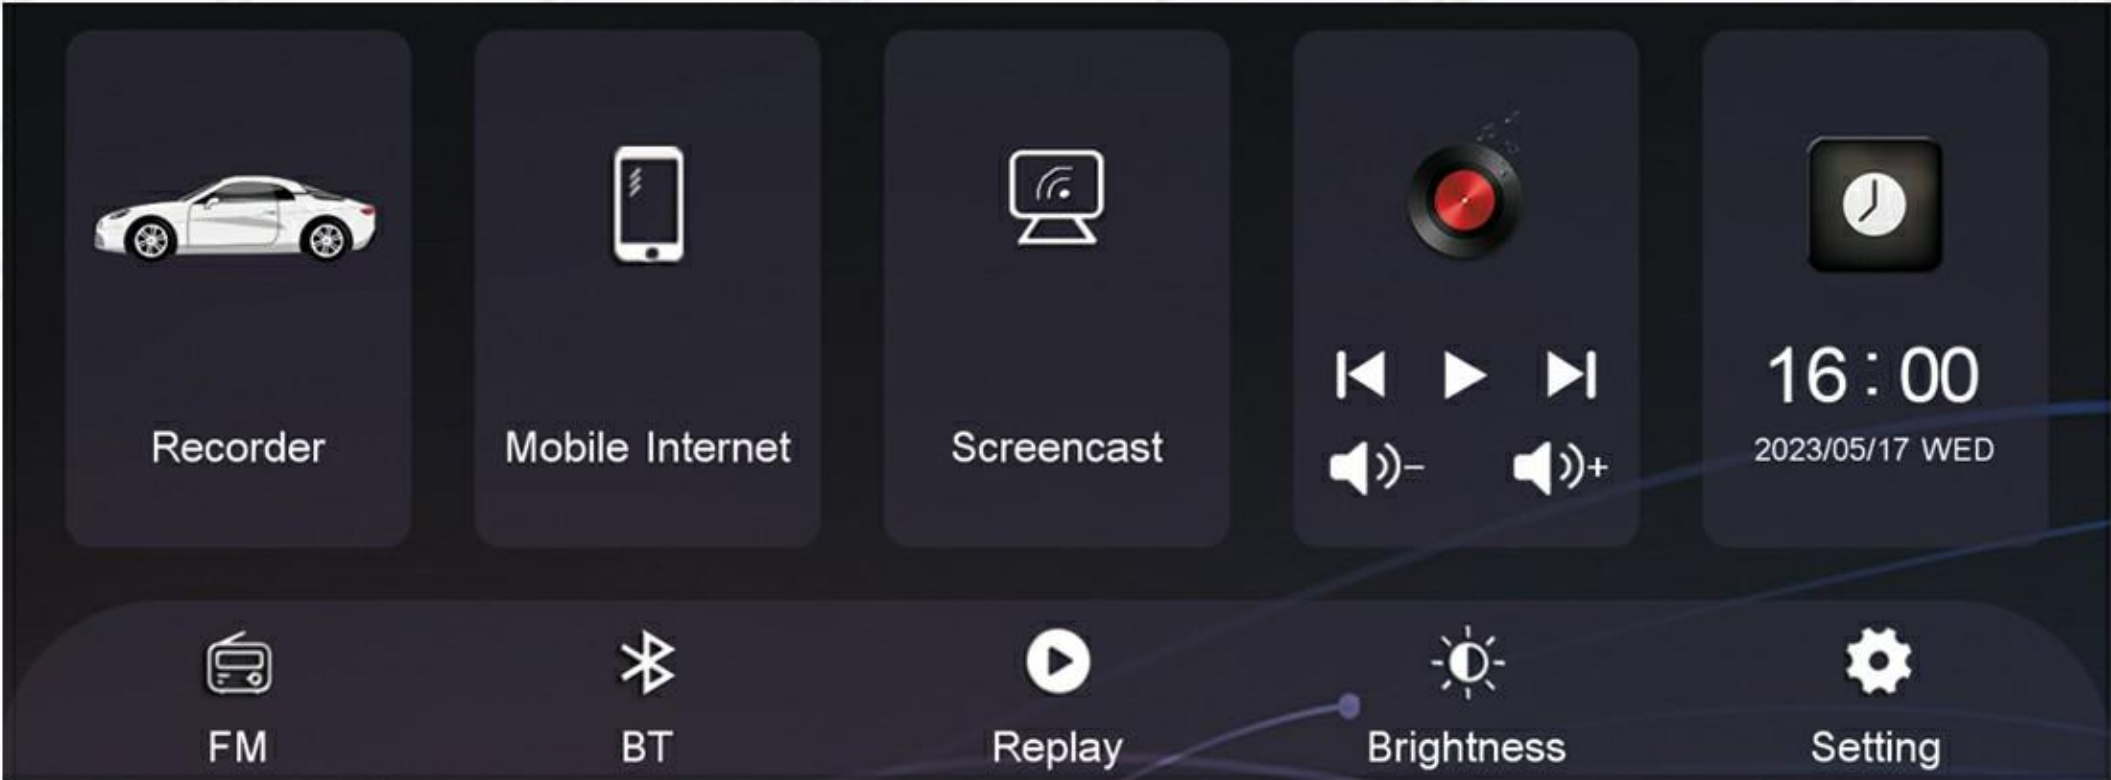 Recorder
Mobile Internet
Screencast
16:00
2023/05/17 WED
FM
BT
Replay
Brightness
Setting